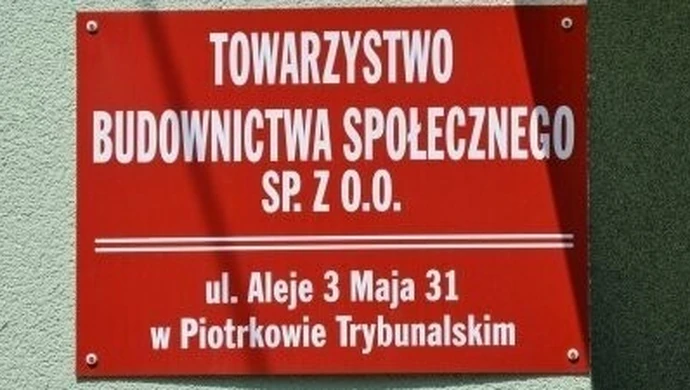 TOWARZYSTWO
BUDOWNICTWA SPOŁECZNEGO
SP. Z O.O.
ul. Aleje 3 Maja 31
w Piotrkowie Trybunalskim